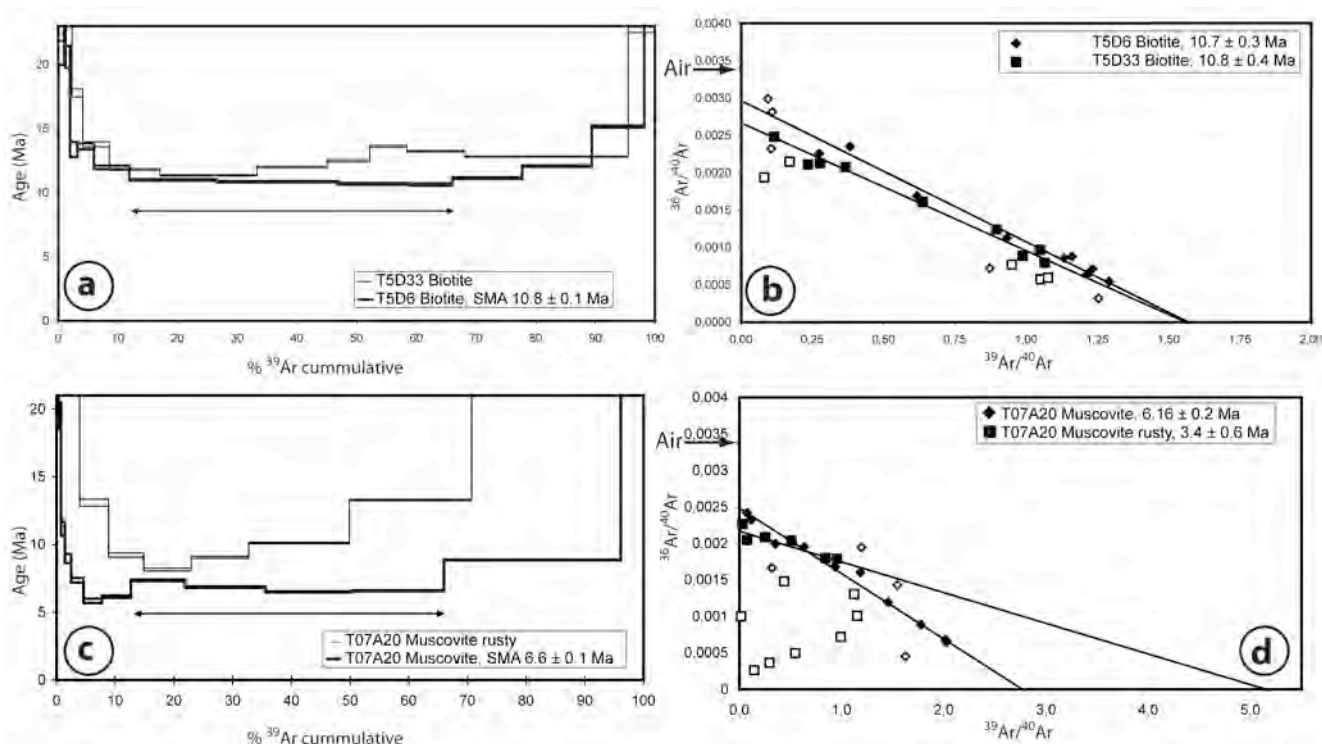 20
15
10
5
0
Age (Ma)
a
T5D33 Biotite
T5D6 Biotite, SMA 10.8 ± 0.1 Ma
0 10 20 30 40 50 60 70 80 90 100
% ³⁹Ar cummulative
0,0040
0,0035
0,0030
0,0025
0,0020
0,0015
0,0010
0,0005
0,0000
Air
³⁶Ar/⁴⁰Ar
T5D6 Biotite, 10.7 ± 0.3 Ma
T5D33 Biotite, 10.8 ± 0.4 Ma
b
0,00 0,25 0,50 0,75 1,00 1,25 1,50 1,75 2,0
³⁹Ar/⁴⁰Ar
20
15
10
5
0
Age (Ma)
c
T07A20 Muscovite rusty
T07A20 Muscovite, SMA 6.6 ± 0.1 Ma
0 10 20 30 40 50 60 70 80 90 100
% ³⁹Ar cummulative
0,004
0,0035
0,003
0,0025
0,002
0,0015
0,001
0,0005
0
Air
³⁶Ar/⁴⁰Ar
T07A20 Muscovite, 6.16 ± 0.2 Ma
T07A20 Muscovite rusty, 3.4 ± 0.6 Ma
d
0,0 1,0 2,0 3,0 4,0 5,0
³⁹Ar/⁴⁰Ar